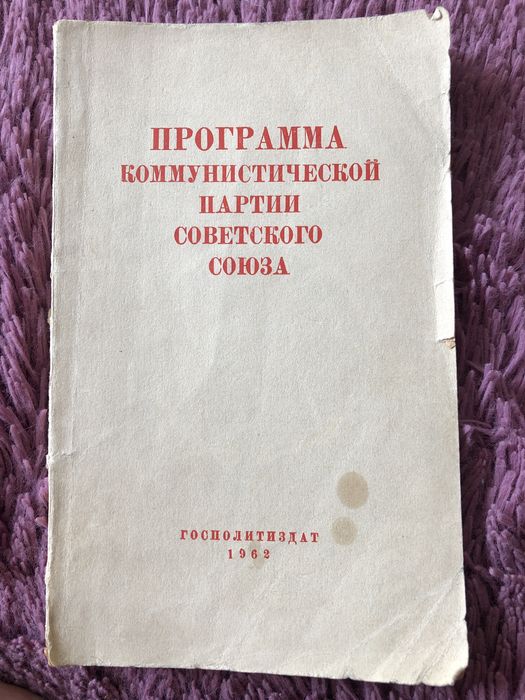 ПРОГРАММА
КОММУНИСТИЧЕСКОЙ
ПАРТИИ
СОВЕТСКОГО
СОЮЗА
ГОСПОЛИТИЗДАТ
1962